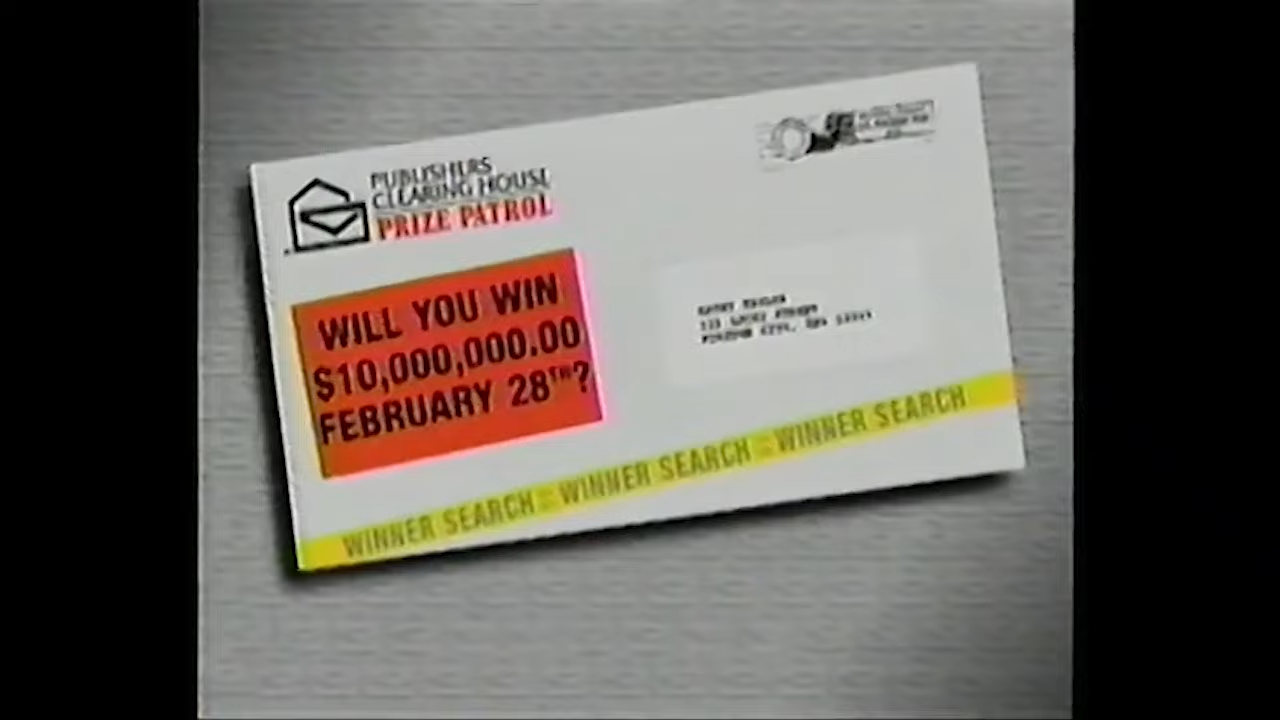 PUBLISHERS
CLEARING HOUSE
PRIZE PATROL
WILL YOU WIN
$10,000,000.00
FEBRUARY 28TH?
WINNER SEARCH :: WINNER SEARCH :: WINNER SEARCH